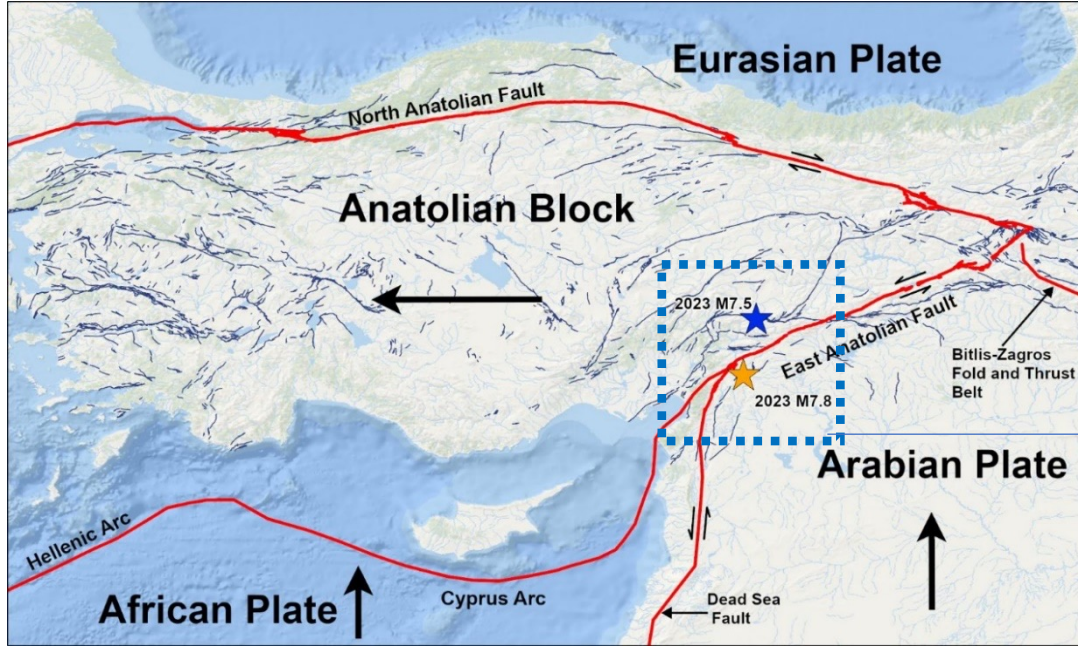 Eurasian Plate
North Anatolian Fault
Anatolian Block
2023 M7.5
East Anatolian Fault
Bitlis-Zagros
Fold and Thrust
Belt
2023 M7.8
Arabian Plate
Hellenic Arc
African Plate
Cyprus Arc
Dead Sea
Fault